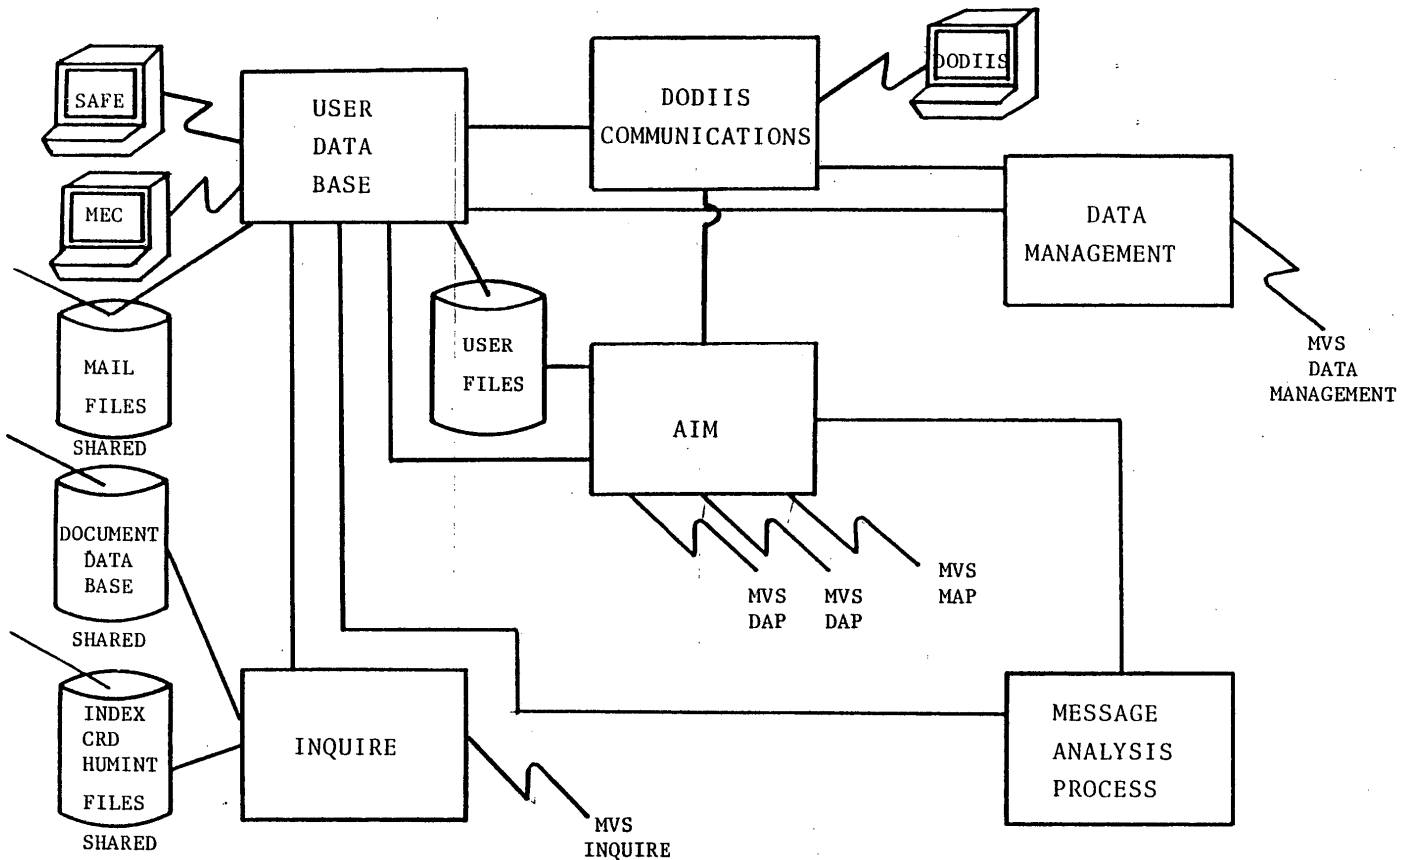 SAFE
MEC
USER
DATA
BASE
DODIIS
COMMUNICATIONS
DODIIS
DATA
MANAGEMENT
MVS
DATA
MANAGEMENT
MAIL
FILES
SHARED
USER
FILES
AIM
MVS
DAP
MVS
DAP
MVS
MAP
DOCUMENT
DATA
BASE
SHARED
INDEX
CRD
HUMINT
FILES
SHARED
INQUIRE
MVS
INQUIRE
MESSAGE
ANALYSIS
PROCESS